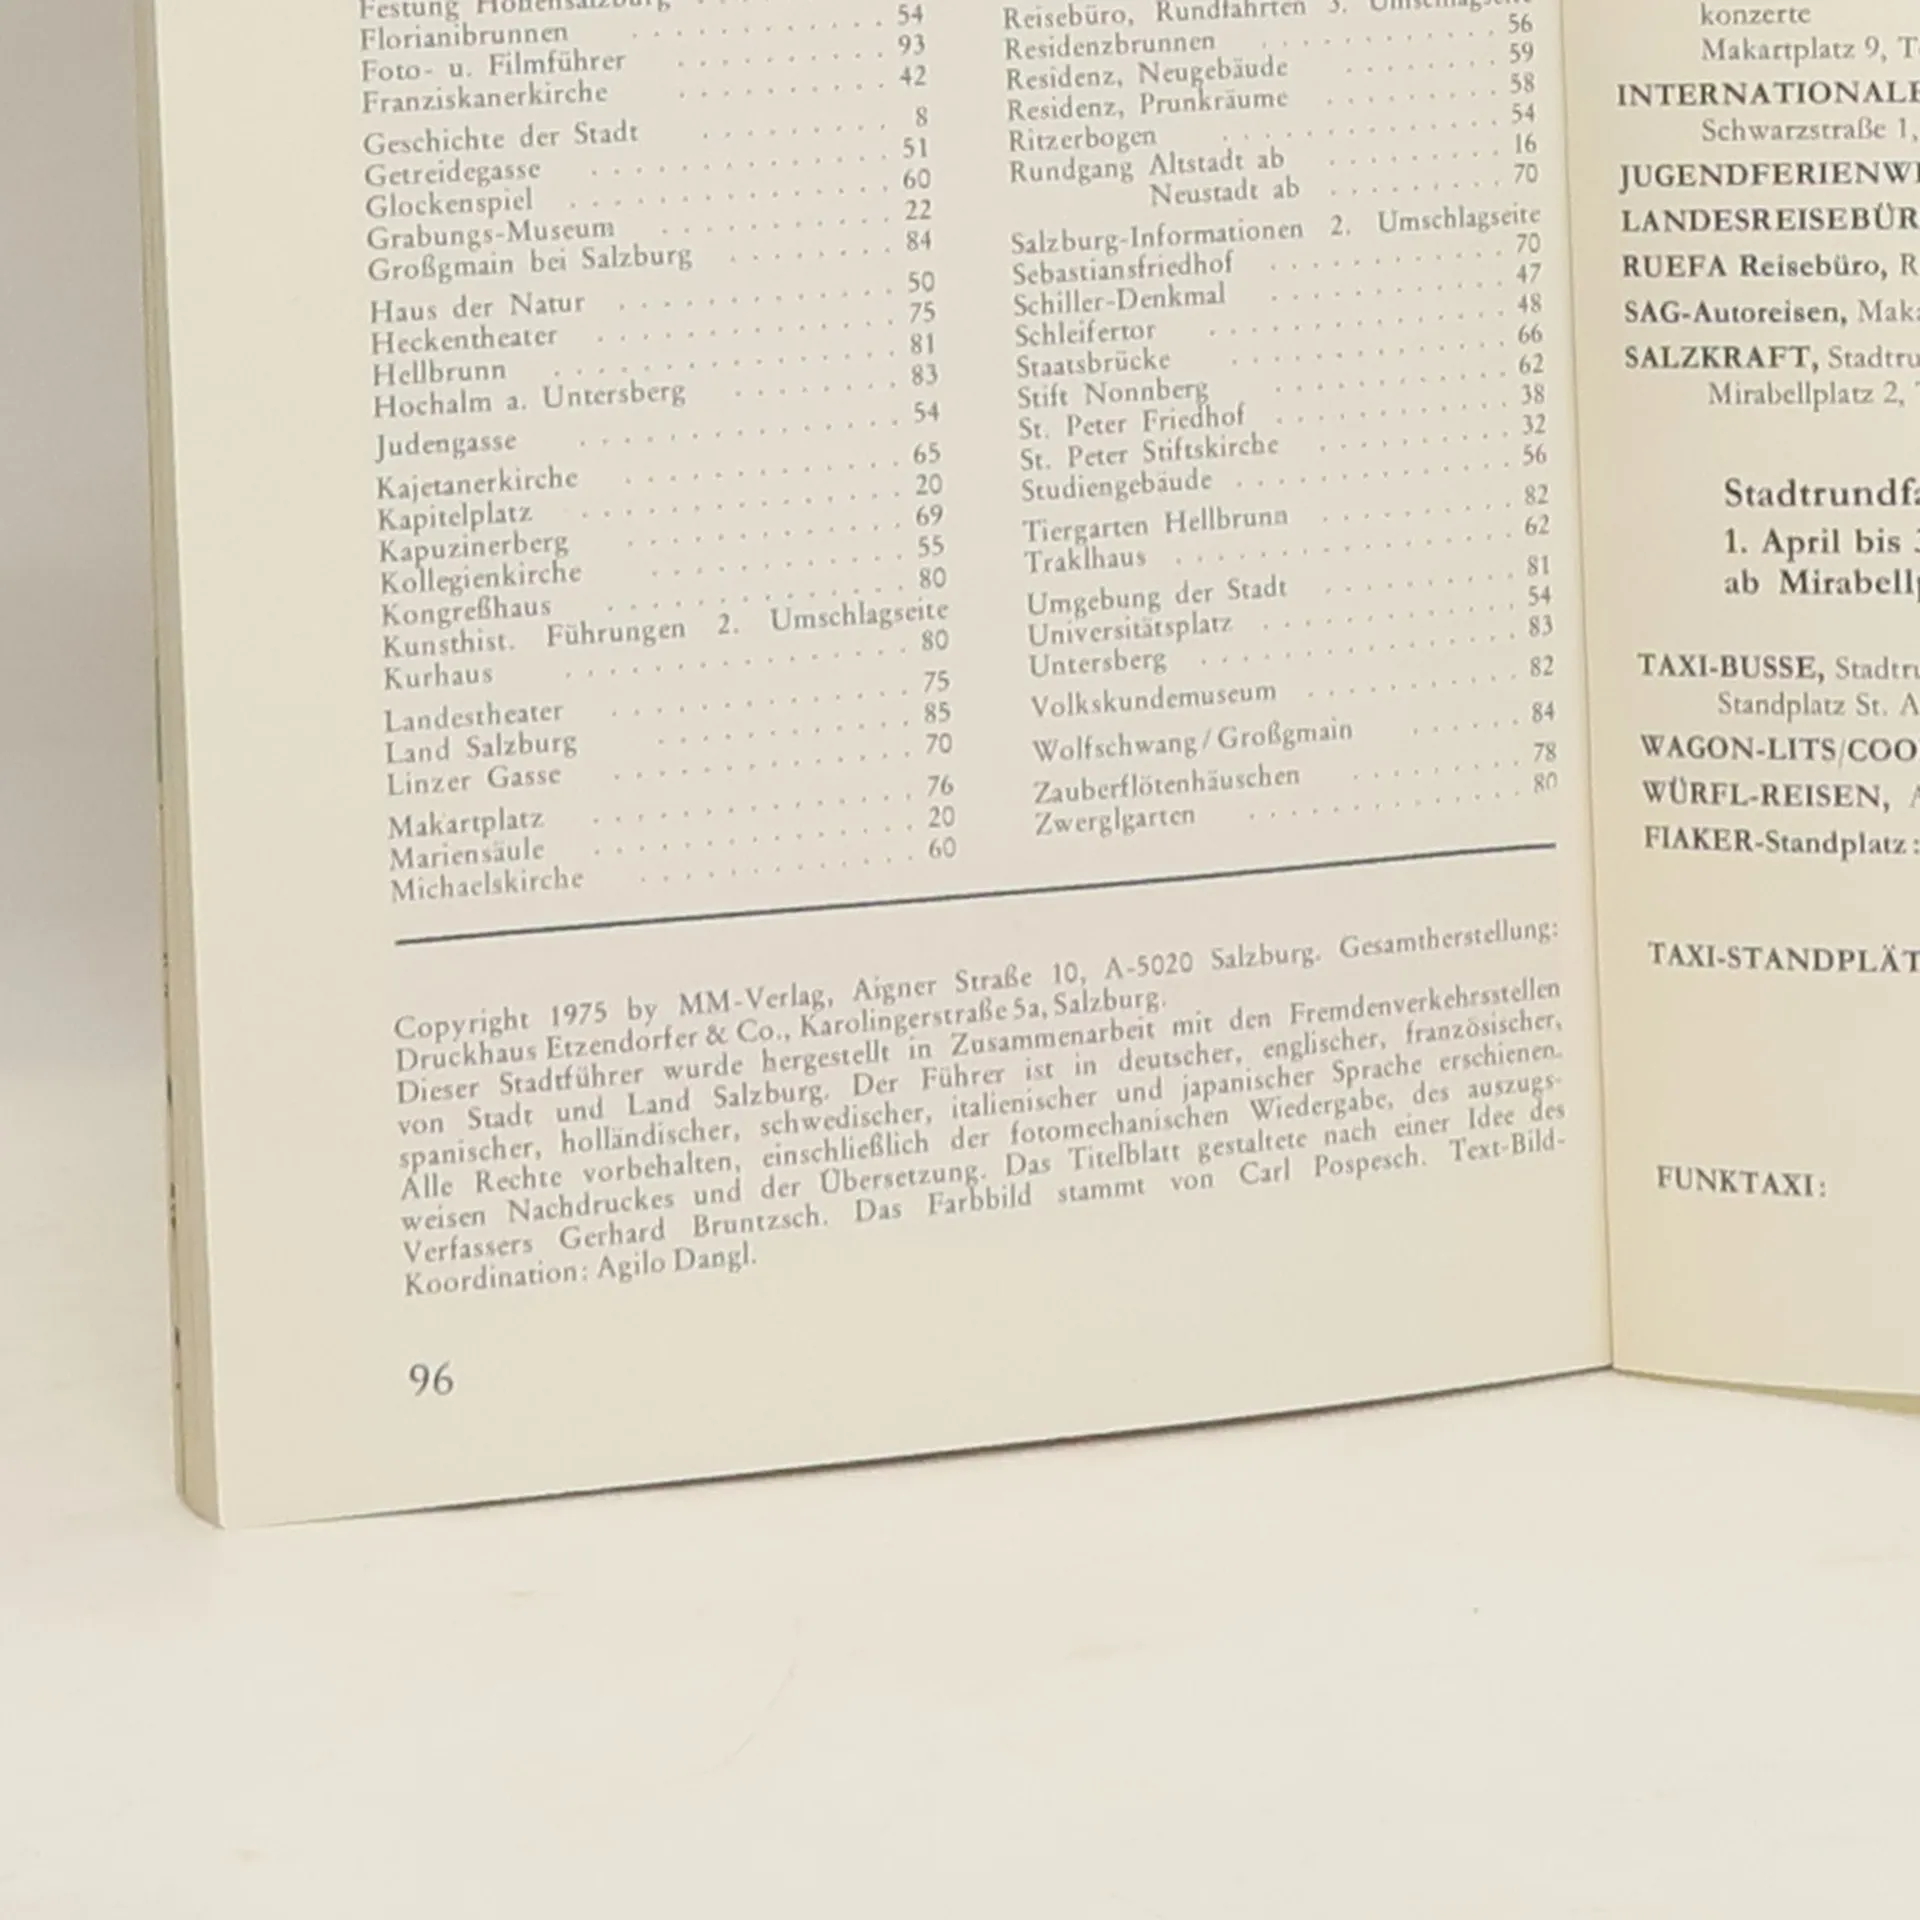 Festung Hohensalzburg
Florianibrunnen . . . . . . . . . 54
Foto- u. Filmführer . . . . . . . . 93
Franziskanerkirche . . . . . . . . 42
Geschichte der Stadt . . . . . . . 8
Getreidegasse . . . . . . . . . . 51
Glockenspiel . . . . . . . . . . 60
Grabungs-Museum . . . . . . . . 22
Großgmain bei Salzburg . . . . . . 84
Haus der Natur . . . . . . . . . 50
Heckentheater . . . . . . . . . . 75
Hellbrunn . . . . . . . . . . . 81
Hochalm a. Untersberg . . . . . . 83
Judengasse . . . . . . . . . . . 54
Kajetanerkirche . . . . . . . . . 65
Kapitelplatz . . . . . . . . . . 20
Kapuzinerberg . . . . . . . . . 69
Kollegienkirche . . . . . . . . . 55
Kongreßhaus . . . . . . . . . . 80
Kunsthist. Führungen 2. Umschlagseite
Kurhaus . . . . . . . . . . . . 80
Landestheater . . . . . . . . . . 75
Land Salzburg . . . . . . . . . 85
Linzer Gasse . . . . . . . . . . 70
Makartplatz . . . . . . . . . . 76
Mariensäule . . . . . . . . . . 20
Michaelskirche . . . . . . . . . 60
Reisebüro, Rundfahrten 3. Umschlagseite
Residenzbrunnen . . . . . . . . . 56
Residenz, Neugebäude . . . . . . 59
Residenz, Prunkräume . . . . . . 58
Ritzerbogen . . . . . . . . . . 54
Rundgang Altstadt ab . . . . . . 16
Neustadt ab . . . . . . 70
Salzburg-Informationen 2. Umschlagseite
Sebastiansfriedhof . . . . . . . . 70
Schiller-Denkmal . . . . . . . . 47
Schleifertor . . . . . . . . . . 48
Staatsbrücke . . . . . . . . . . 66
Stift Nonnberg . . . . . . . . . 62
St. Peter Friedhof . . . . . . . . 38
St. Peter Stiftskirche . . . . . . . 32
Studiengebäude . . . . . . . . . 56
Tiergarten Hellbrunn . . . . . . . 82
Traklhaus . . . . . . . . . . . 62
Umgebung der Stadt . . . . . . . 81
Universitätsplatz . . . . . . . . 54
Untersberg . . . . . . . . . . . 83
Volkskundemuseum . . . . . . . 82
Wolfschwang / Großgmain . . . . . 84
Zauberflötenhäuschen . . . . . . 78
Zwerglgarten . . . . . . . . . . 80
Copyright 1975 by MM-Verlag, Aigner Straße 10, A-5020 Salzburg. Gesamtherstellung:
Druckhaus Etzendorfer & Co., Karolingerstraße 5a, Salzburg.
Dieser Stadtführer wurde hergestellt in Zusammenarbeit mit den Fremdenverkehrsstellen
von Stadt und Land Salzburg. Der Führer ist in deutscher, englischer, französischer,
spanischer, holländischer, schwedischer, italienischer und japanischer Sprache erschienen.
Alle Rechte vorbehalten, einschließlich der fotomechanischen Wiedergabe, des auszugs-
weisen Nachdruckes und der Übersetzung. Das Titelblatt gestaltete nach einer Idee des
Verfassers Gerhard Bruntzsch. Das Farbbild stammt von Carl Pospesch. Text-Bild-
Koordination: Agilo Dangl.
96
konzerte
Makartplatz 9, T
INTERNATIONALE
Schwarzstraße 1,
JUGENDFERIENW
LANDESREISEBÜR
RUEFA Reisebüro, R
SAG-Autoreisen, Maka
SALZKRAFT, Stadtru
Mirabellplatz 2,
Stadtrundfa
1. April bis
ab Mirabellp
TAXI-BUSSE, Stadtru
Standplatz St. A
WAGON-LITS/COO
WÜRFL-REISEN,
FIAKER-Standplatz:
TAXI-STANDPLÄT
FUNKTAXI: